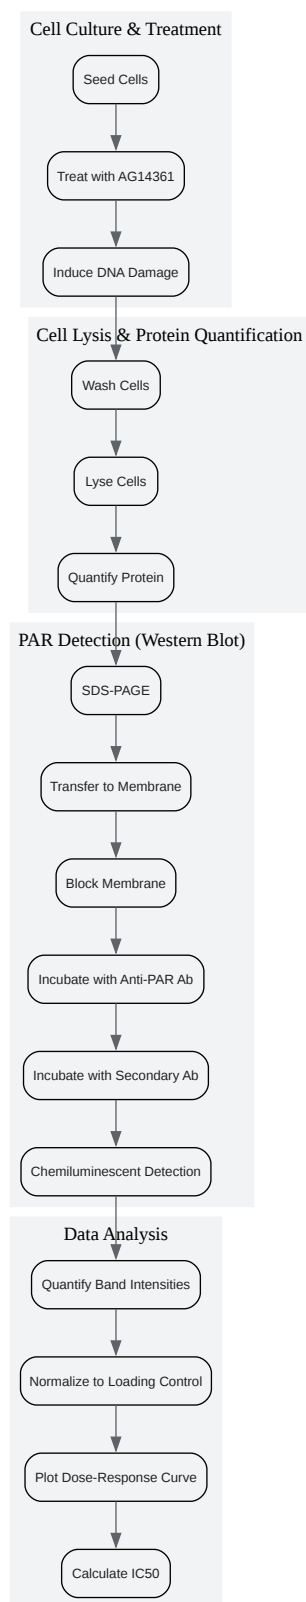 Cell Culture & Treatment
Seed Cells
Treat with AG14361
Induce DNA Damage
Cell Lysis & Protein Quantification
Wash Cells
Lyse Cells
Quantify Protein
PAR Detection (Western Blot)
SDS-PAGE
Transfer to Membrane
Block Membrane
Incubate with Anti-PAR Ab
Incubate with Secondary Ab
Chemiluminescent Detection
Data Analysis
Quantify Band Intensities
Normalize to Loading Control
Plot Dose-Response Curve
Calculate IC50